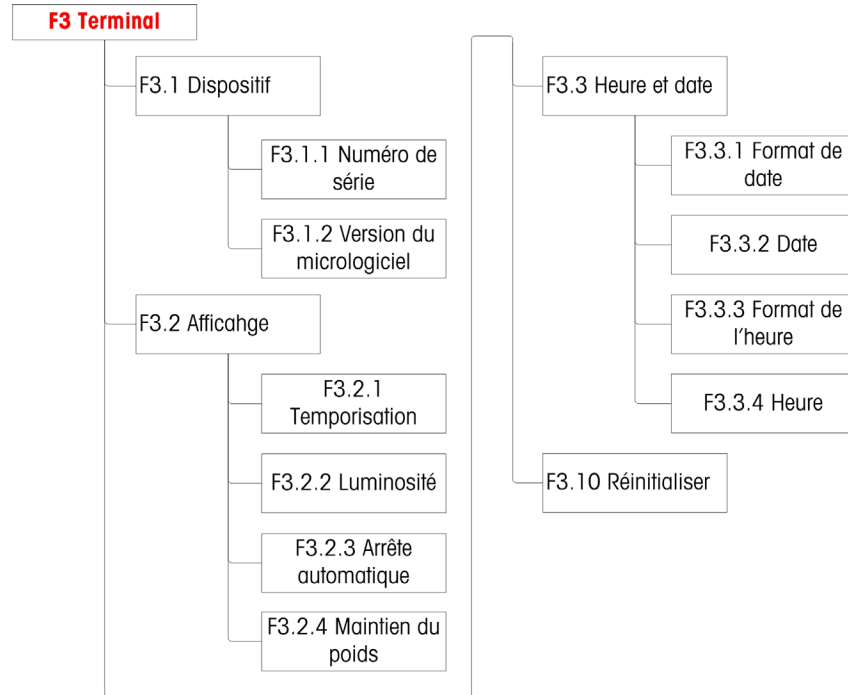 F3 Terminal
F3.1 Dispositif
F3.1.1 Numéro de
série
F3.1.2 Version du
micrologiciel
F3.2 Afficahge
F3.2.1
Temporisation
F3.2.2 Luminosité
F3.2.3 Arrête
automatique
F3.2.4 Maintien du
poids
F3.3 Heure et date
F3.3.1 Format de
date
F3.3.2 Date
F3.3.3 Format de
l'heure
F3.3.4 Heure
F3.10 Réinitialiser